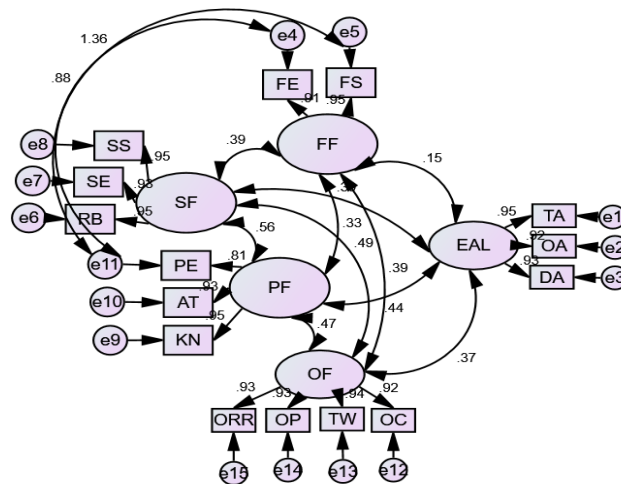 1.36
e4
e5
.88
FE
FS
.91
.95
e8
SS
.39
FF
.95
.15
e7
SE
.93
SF
e6
RB
.95
.33
.95
TA
e1
.56
.49
EAL
.92
OA
e2
e11
PE
.81
.39
.93
DA
e3
PF
e10
AT
.93
.44
.95
e9
KN
.47
.37
OF
.93
.93
.94
.92
ORR
OP
TW
OC
e15
e14
e13
e12